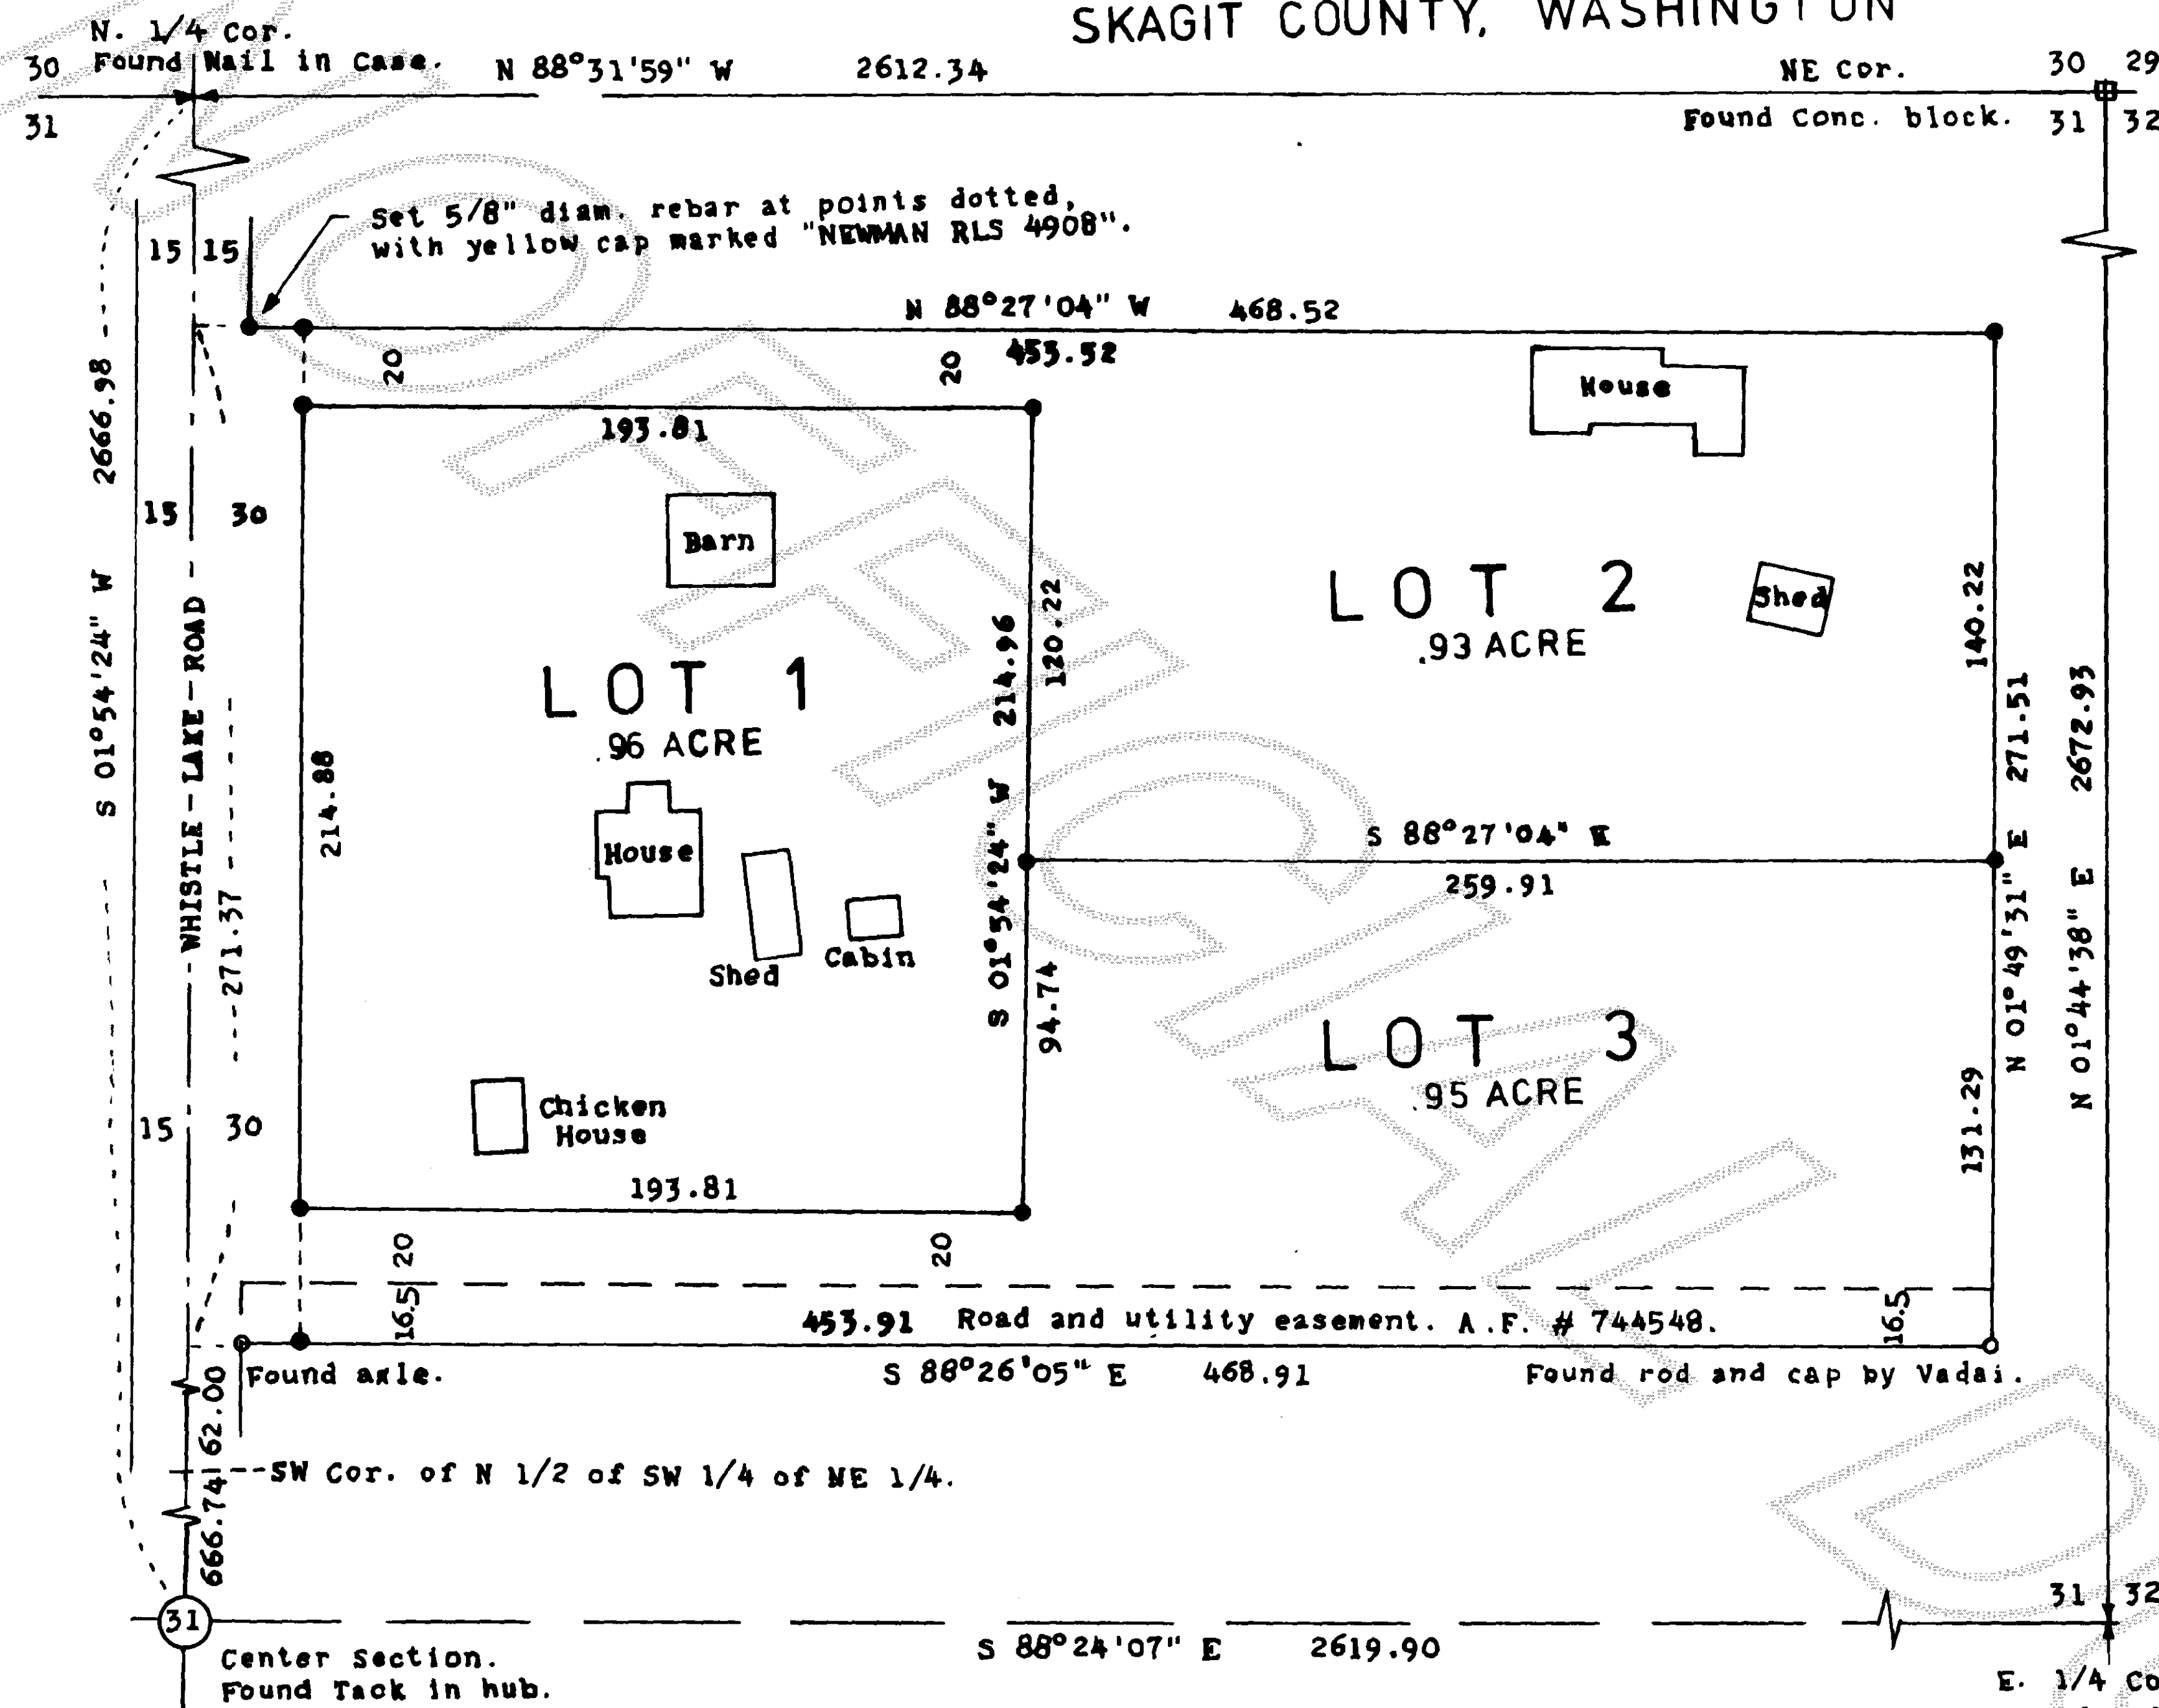 SKAGIT COUNTY, WASHINGTON
N. 1/4 Cor.
Found Nail in Case.
30
31
N 88°31'59" W 2612.34
NE Cor.
30 29
Found Conc. block.
31 32
Set 5/8" diam. rebar at points dotted,
with yellow cap marked "NEWMAN RLS 4908".
15 15
N 88°27'04" W 468.52
453.52
20
20
193.81
House
15 30
Barn
LOT 1
.96 ACRE
LOT 2
.93 ACRE
Shed
S 01°54'24" W 2666.98
WHISTLE-LAKE-ROAD
271.37
214.88
S 01°54'24" W 214.96
120.22
94.74
140.22
N 01°49'31" E 271.51
N 01°44'38" E 2672.93
House
Shed
Cabin
S 88°27'04" E
259.91
LOT 3
.95 ACRE
131.29
15 30
Chicken
House
193.81
20
20
16.5
16.5
453.91 Road and utility easement. A.F. # 744548.
Found axle.
S 88°26'05" E 468.91
Found rod and cap by Vadai.
62.00
SW Cor. of N 1/2 of SW 1/4 of NE 1/4.
666.74
31
31 32
S 88°24'07" E 2619.90
Center Section.
Found Tack in hub.
E. 1/4 Co
UNOFFICIAL D